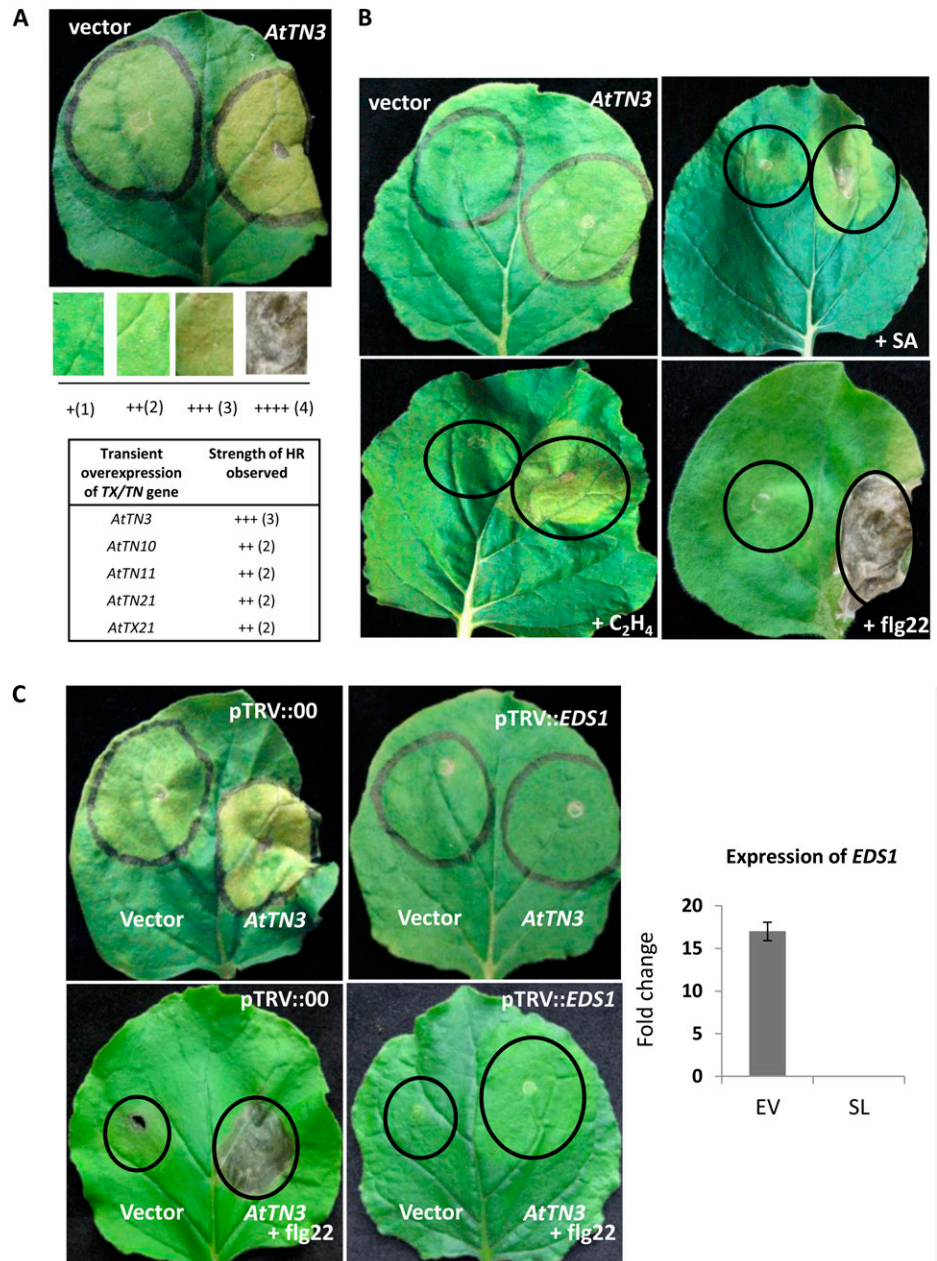 A
vector
AtTN3
+(1)
++(2)
+++ (3)
++++ (4)
Transient overexpression of TX/TN gene
Strength of HR observed
AtTN3
+++ (3)
AtTN10
++ (2)
AtTN11
++ (2)
AtTN21
++ (2)
AtTX21
++ (2)
B
vector
AtTN3
+ SA
+ C₂H₄
+ flg22
C
pTRV::00
Vector
AtTN3
pTRV::EDS1
Vector
AtTN3
pTRV::00
Vector
AtTN3
+ flg22
pTRV::EDS1
Vector
AtTN3
+ flg22
Expression of EDS1
Fold change
20
15
10
5
0
EV
SL